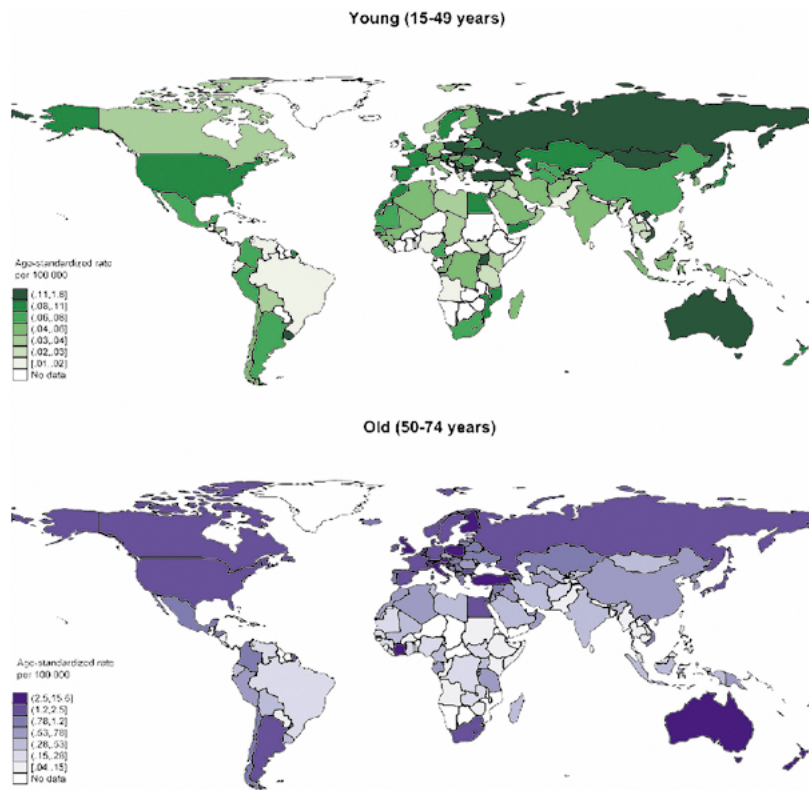 Young (15-49 years)
Age-standardized rate
per 100 000
(.11,1.6]
(.08,.11]
(.06,.08]
(.04,.06]
(.03,.04]
(.02,.03]
[.01,.02]
No data
Old (50-74 years)
Age-standardized rate
per 100 000
(2.5,15.6]
(1.2,2.5]
(.78,1.2]
(.53,.78]
(.28,.53]
(.15,.28]
[.04,.15]
No data